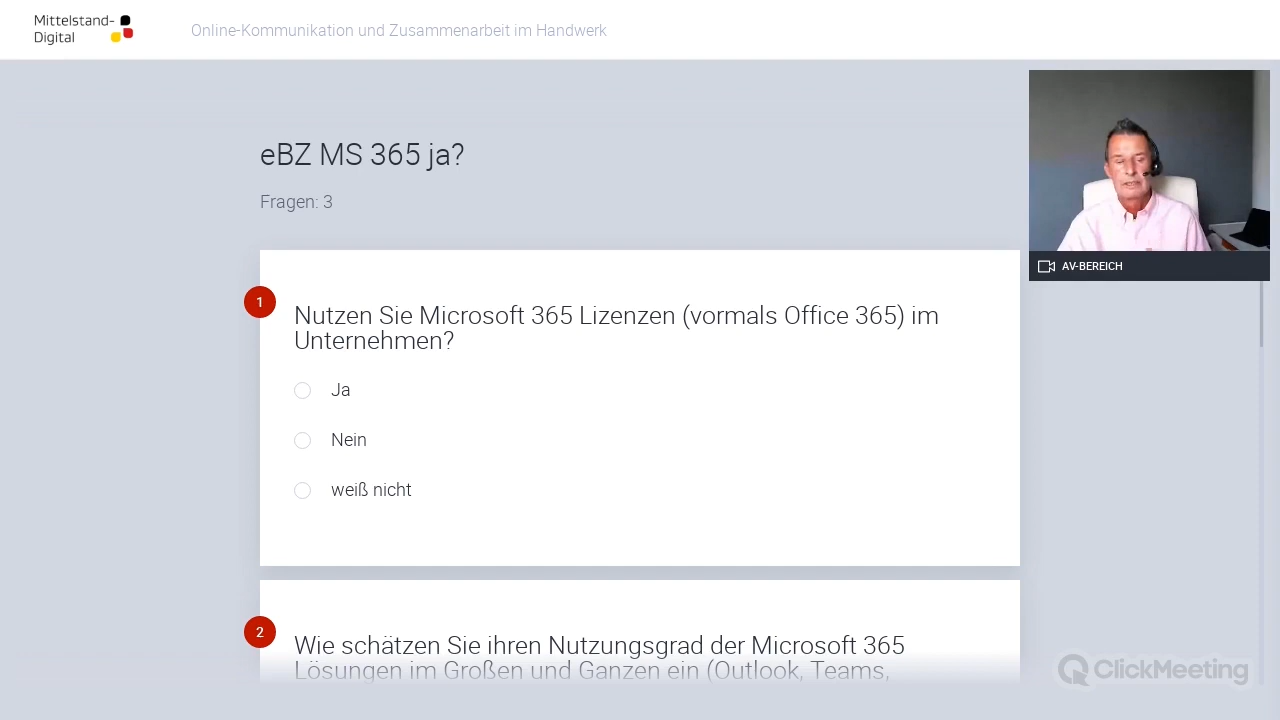 Mittelstand-
Digital
Online-Kommunikation und Zusammenarbeit im Handwerk
eBZ MS 365 ja?
Fragen: 3
AV-BEREICH
1
Nutzen Sie Microsoft 365 Lizenzen (vormals Office 365) im
Unternehmen?
Ja
Nein
weiß nicht
2
Wie schätzen Sie ihren Nutzungsgrad der Microsoft 365
Lösungen im Großen und Ganzen ein (Outlook, Teams,
ClickMeeting